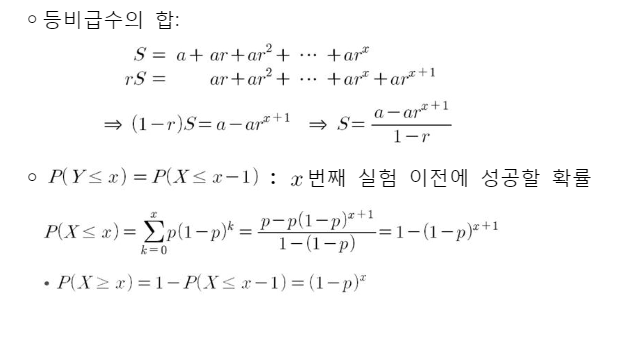 ○ 등비급수의 합:
S = a + ar + ar² + ⋯ + arˣ
rS = ar + ar² + ⋯ + arˣ + arˣ⁺¹
⇒ (1−r)S = a − arˣ⁺¹ ⇒ S = (a − arˣ⁺¹)/(1−r)
○ P(Y ≤ x) = P(X ≤ x−1) : x번째 실험 이전에 성공할 확률
P(X ≤ x) = ∑_{k=0}^{x} p(1−p)ᵏ = (p − p(1−p)ˣ⁺¹)/(1−(1−p)) = 1 − (1−p)ˣ⁺¹
• P(X ≥ x) = 1 − P(X ≤ x−1) = (1−p)ˣ